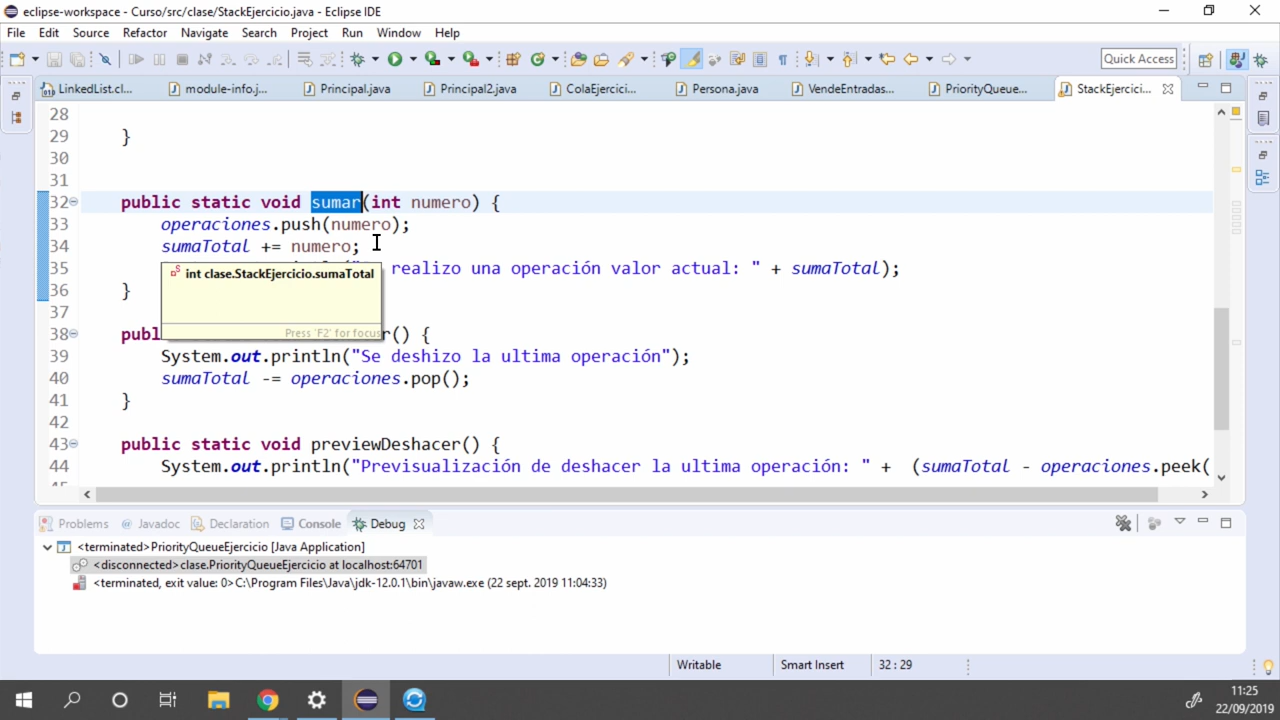 eclipse-workspace - Curso/src/clase/StackEjercicio.java - Eclipse IDE
File Edit Source Refactor Navigate Search Project Run Window Help
Quick Access
LinkedList.cl... module-info.j... Principal.java Principal2.java ColaEjercici... Persona.java VendeEntradas... PriorityQueue... StackEjercici...
28
29 }
30
31
32 public static void sumar(int numero) {
33 operaciones.push(numero);
34 sumaTotal += numero;
35 realizo una operación valor actual: " + sumaTotal);
int clase.StackEjercicio.sumaTotal
36 }
37
Press 'F2' for focus
38 publ r() {
39 System.out.println("Se deshizo la ultima operación");
40 sumaTotal -= operaciones.pop();
41 }
42
43 public static void previewDeshacer() {
44 System.out.println("Previsualización de deshacer la ultima operación: " + (sumaTotal - operaciones.peek(
Problems @ Javadoc Declaration Console Debug
<terminated>PriorityQueueEjercicio [Java Application]
<disconnected>clase.PriorityQueueEjercicio at localhost:64701
<terminated, exit value: 0>C:\Program Files\Java\jdk-12.0.1\bin\javaw.exe (22 sept. 2019 11:04:33)
Writable Smart Insert 32 : 29
11:25
22/09/2019